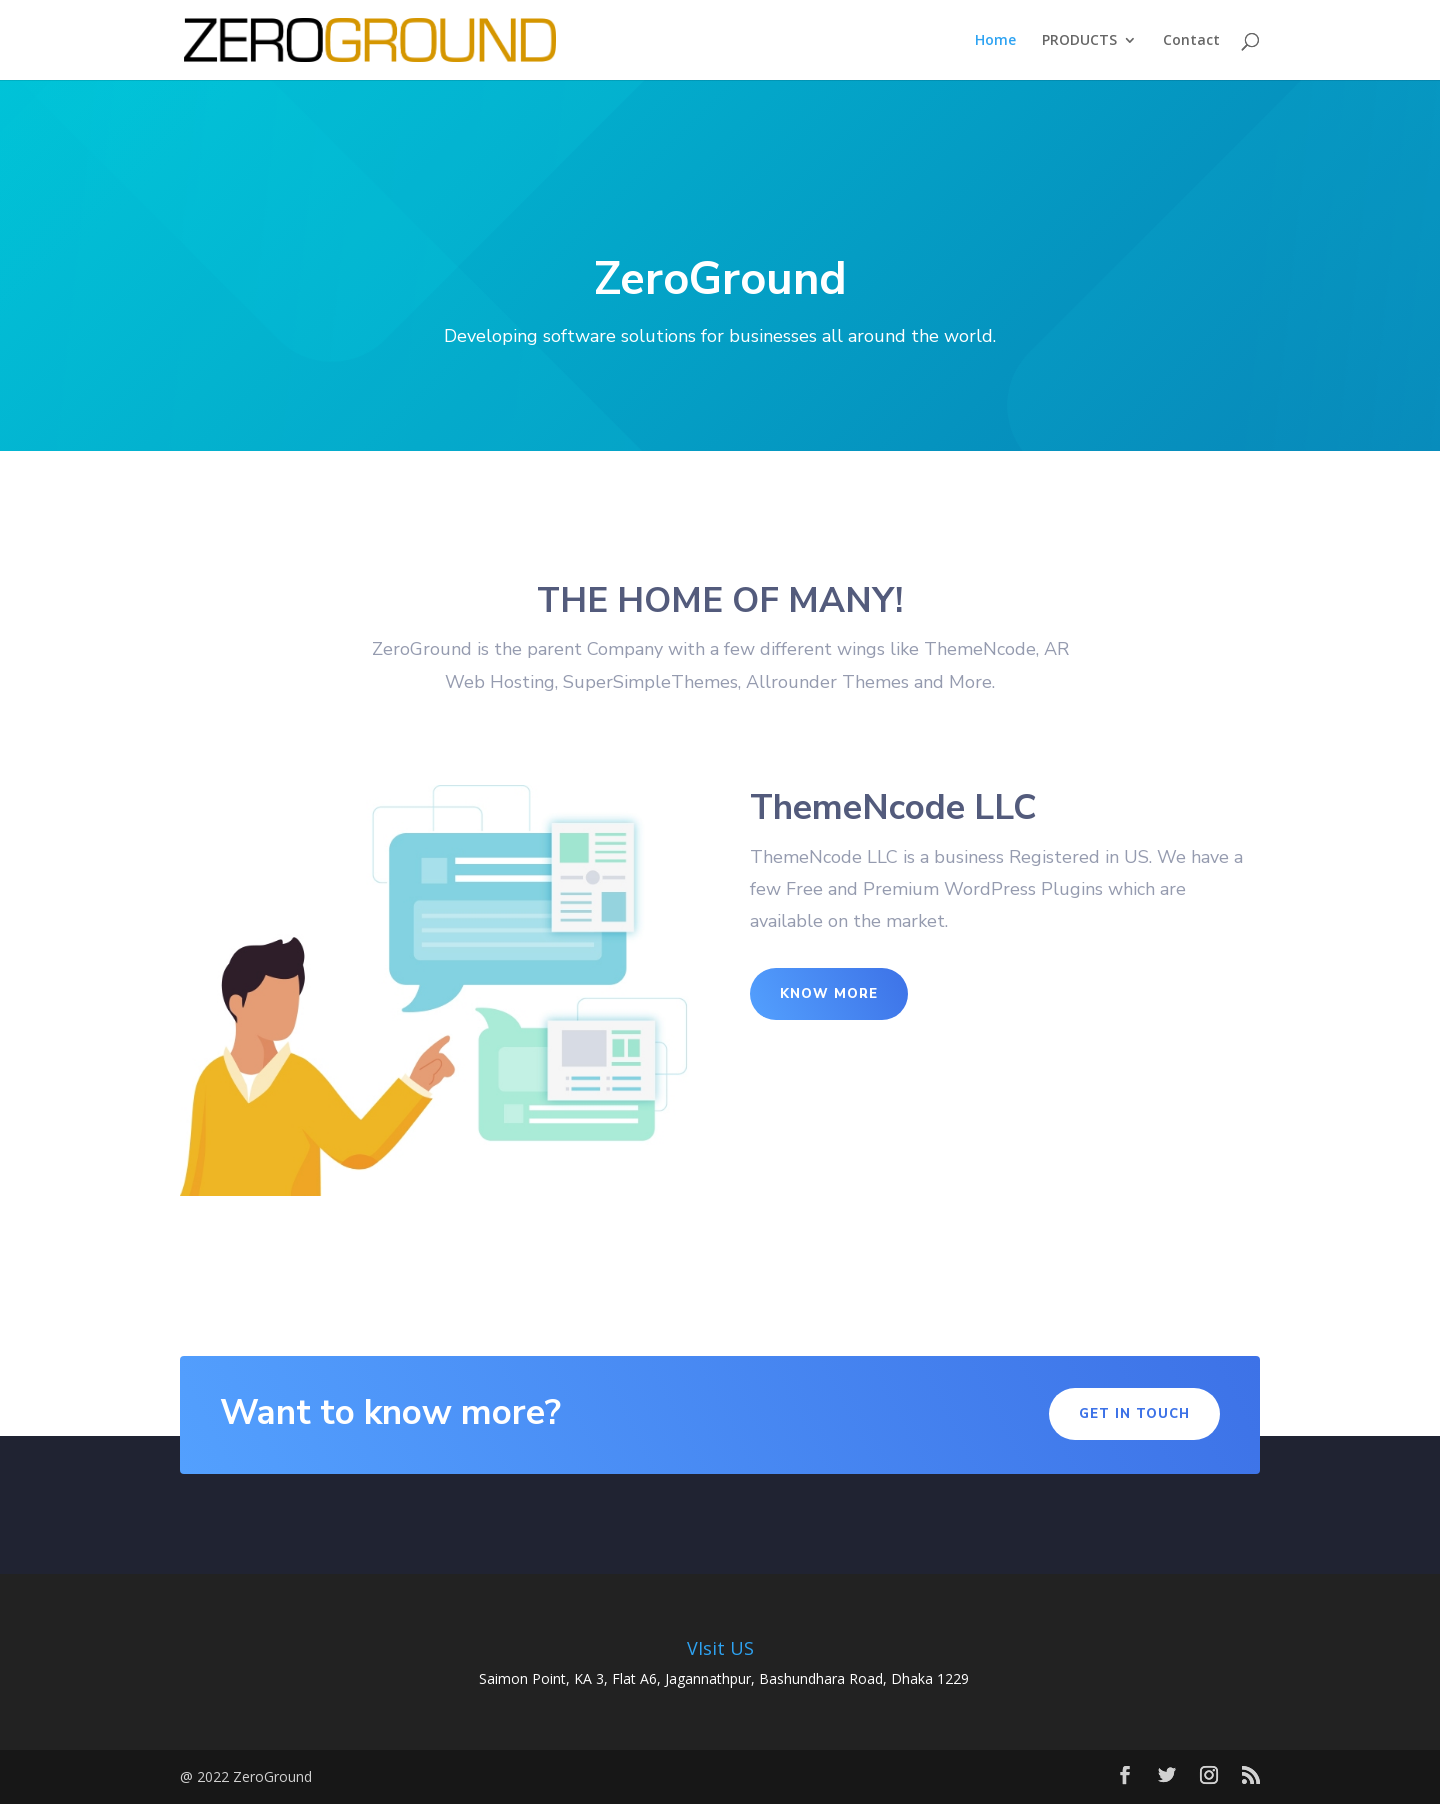 ZEROGROUND
Home
PRODUCTS
Contact
ZeroGround
Developing software solutions for businesses all around the world.
THE HOME OF MANY!
ZeroGround is the parent Company with a few different wings like ThemeNcode, AR
Web Hosting, SuperSimpleThemes, Allrounder Themes and More.
ThemeNcode LLC
ThemeNcode LLC is a business Registered in US. We have a
few Free and Premium WordPress Plugins which are
available on the market.
KNOW MORE
Want to know more?
GET IN TOUCH
VIsit US
Saimon Point, KA 3, Flat A6, Jagannathpur, Bashundhara Road, Dhaka 1229
@ 2022 ZeroGround